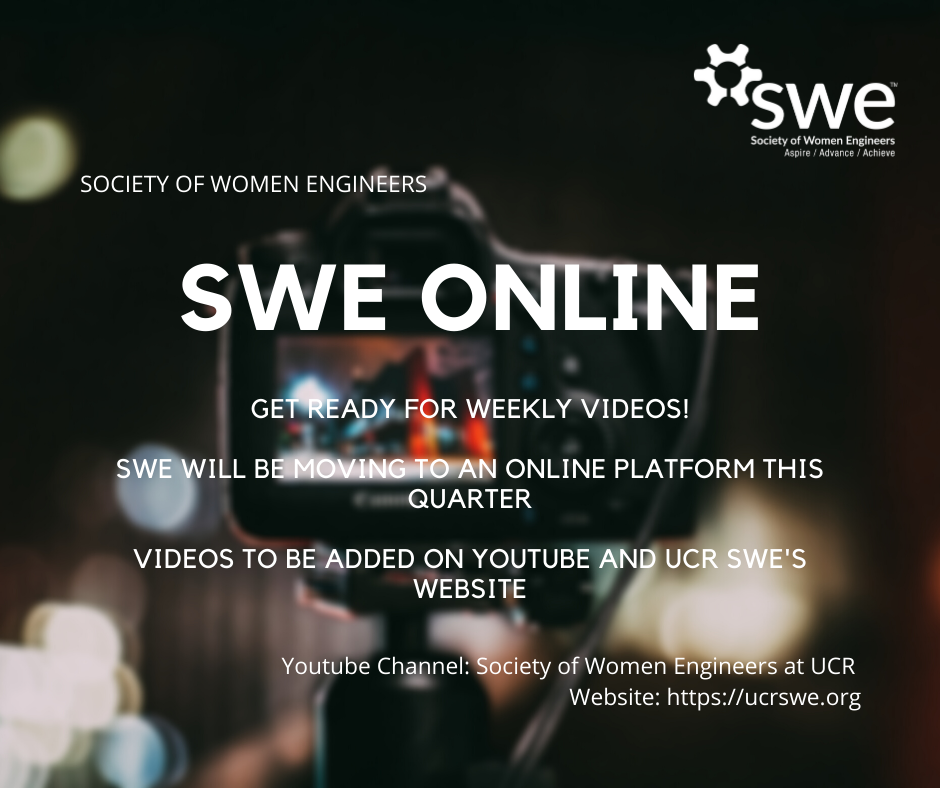 swe™
Society of Women Engineers
Aspire / Advance / Achieve
SOCIETY OF WOMEN ENGINEERS
SWE ONLINE
GET READY FOR WEEKLY VIDEOS!
SWE WILL BE MOVING TO AN ONLINE PLATFORM THIS
QUARTER
Canon
VIDEOS TO BE ADDED ON YOUTUBE AND UCR SWE'S
WEBSITE
Youtube Channel: Society of Women Engineers at UCR
Website: https://ucrswe.org